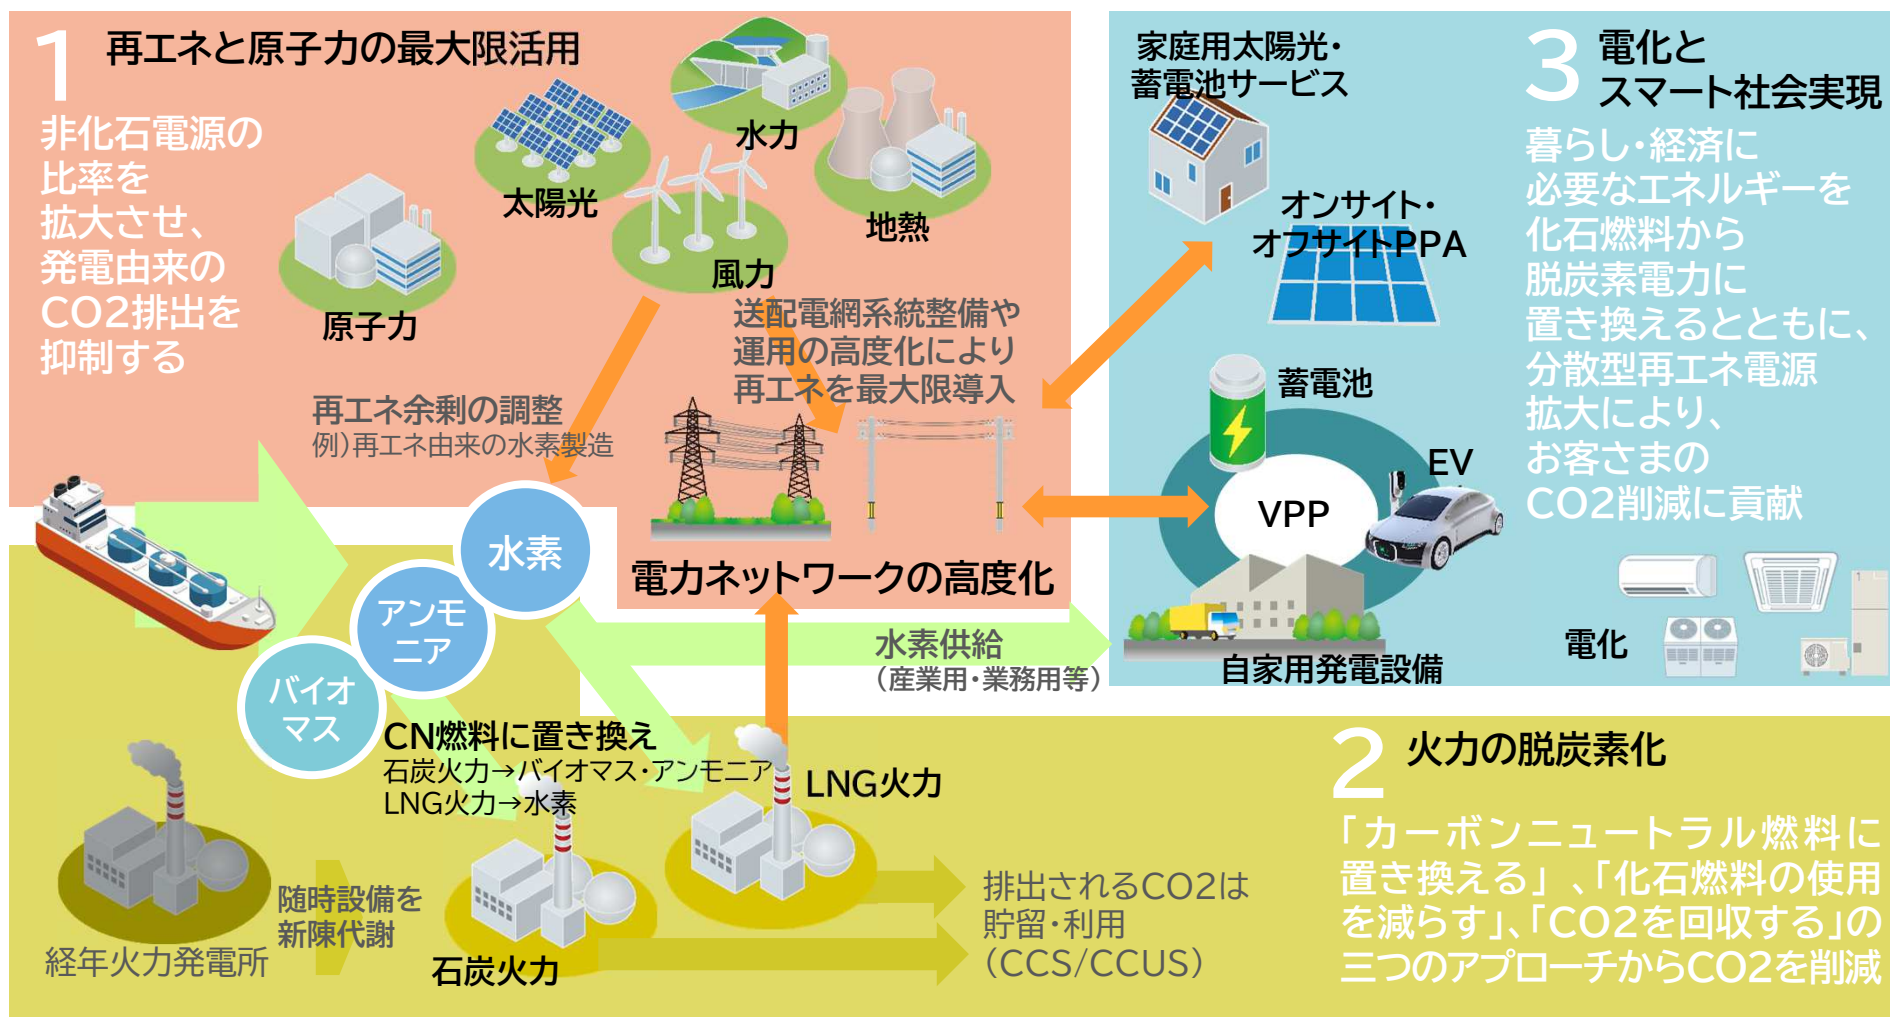 1
再エネと原子力の最大限活用
非化石電源の
比率を
拡大させ、
発電由来の
CO2排出を
抑制する
水力
太陽光
地熱
風力
原子力
送配電網系統整備や
運用の高度化により
再エネを最大限導入
再エネ余剰の調整
例)再エネ由来の水素製造
電力ネットワークの高度化
水素
アンモ
ニア
バイオ
マス
水素供給
（産業用・業務用等）
家庭用太陽光・
蓄電池サービス
オンサイト・
オフサイトPPA
蓄電池
EV
VPP
自家用発電設備
3
電化と
スマート社会実現
暮らし・経済に
必要なエネルギーを
化石燃料から
脱炭素電力に
置き換えるとともに、
分散型再エネ電源
拡大により、
お客さまの
CO2削減に貢献
電化
CN燃料に置き換え
石炭火力→バイオマス・アンモニア
LNG火力→水素
LNG火力
随時設備を
新陳代謝
経年火力発電所
石炭火力
排出されるCO2は
貯留・利用
（CCS/CCUS）
2
火力の脱炭素化
「カーボンニュートラル燃料に
置き換える」、「化石燃料の使用
を減らす」、「CO2を回収する」の
三つのアプローチからCO2を削減